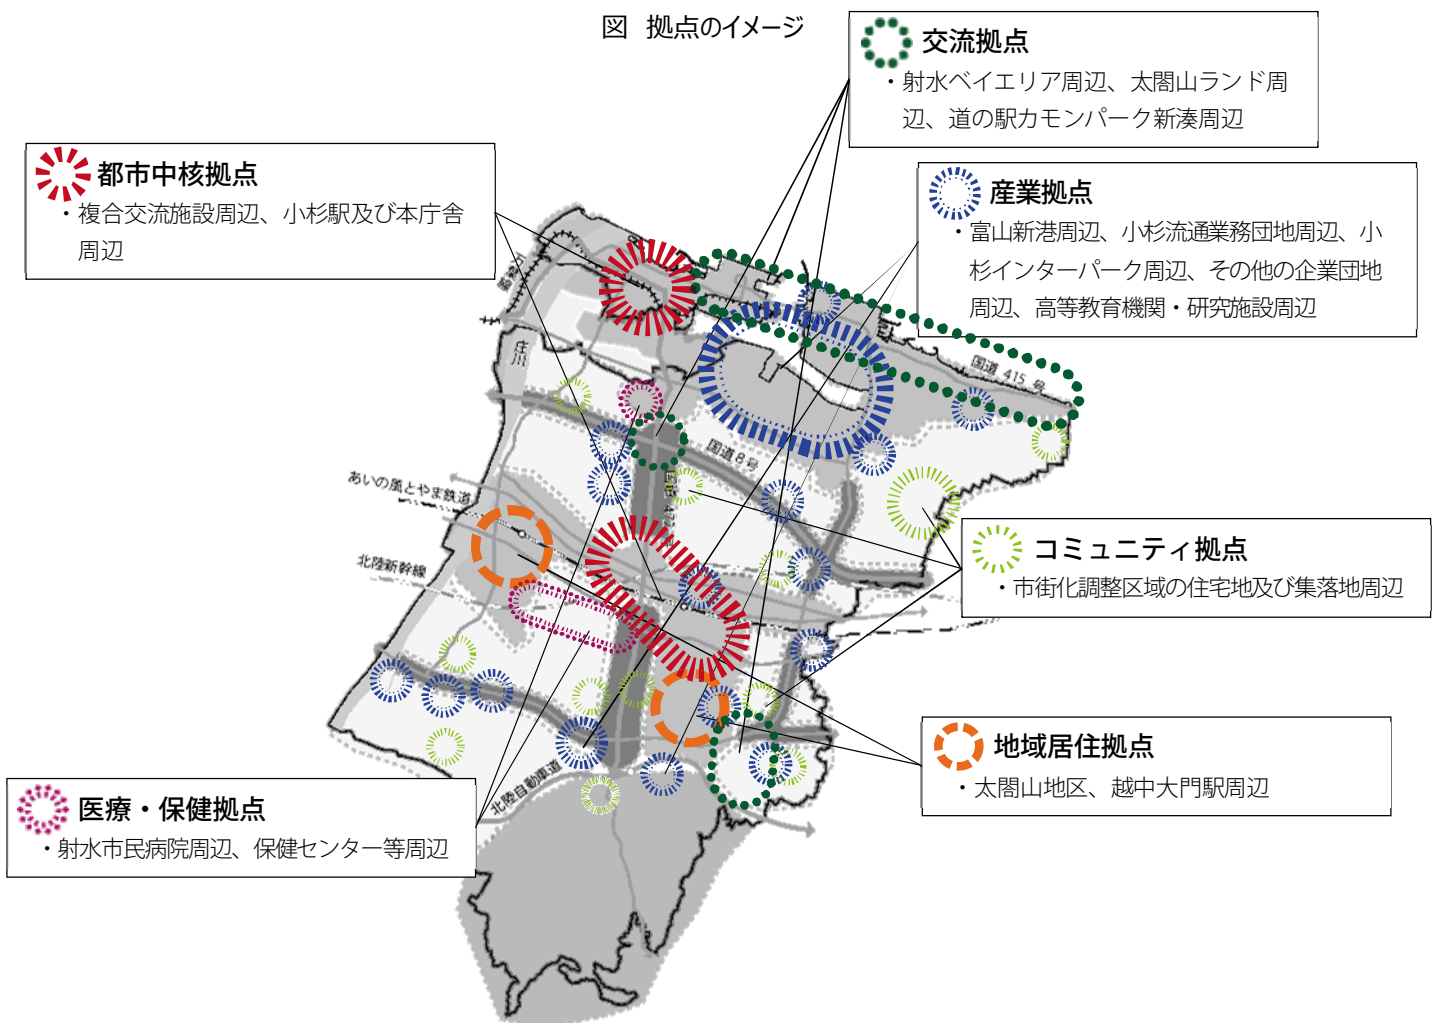 図 拠点のイメージ
交流拠点
・射水ベイエリア周辺、太閤山ランド周
辺、道の駅カモンパーク新湊周辺
都市中核拠点
・複合交流施設周辺、小杉駅及び本庁舎
周辺
産業拠点
・富山新港周辺、小杉流通業務団地周辺、小
杉インターパーク周辺、その他の企業団地
周辺、高等教育機関・研究施設周辺
庄川
国道 415 号
国道8号
あいの風とやま鉄道
北陸新幹線
コミュニティ拠点
・市街化調整区域の住宅地及び集落地周辺
地域居住拠点
・太閤山地区、越中大門駅周辺
北陸自動車道
医療・保健拠点
・射水市民病院周辺、保健センター等周辺